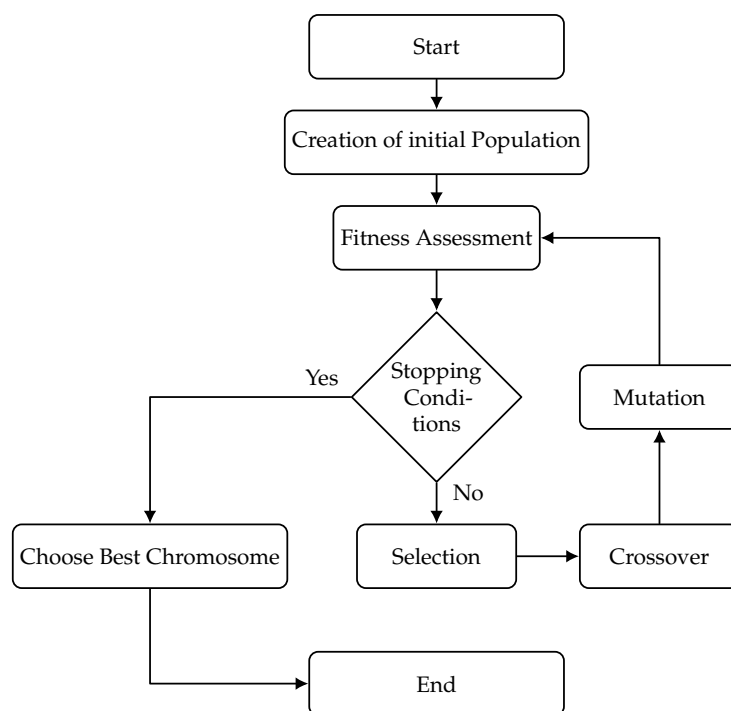 Start
Creation of initial Population
Fitness Assessment
Stopping
Condi-
tions
Yes
No
Mutation
Choose Best Chromosome
Selection
Crossover
End